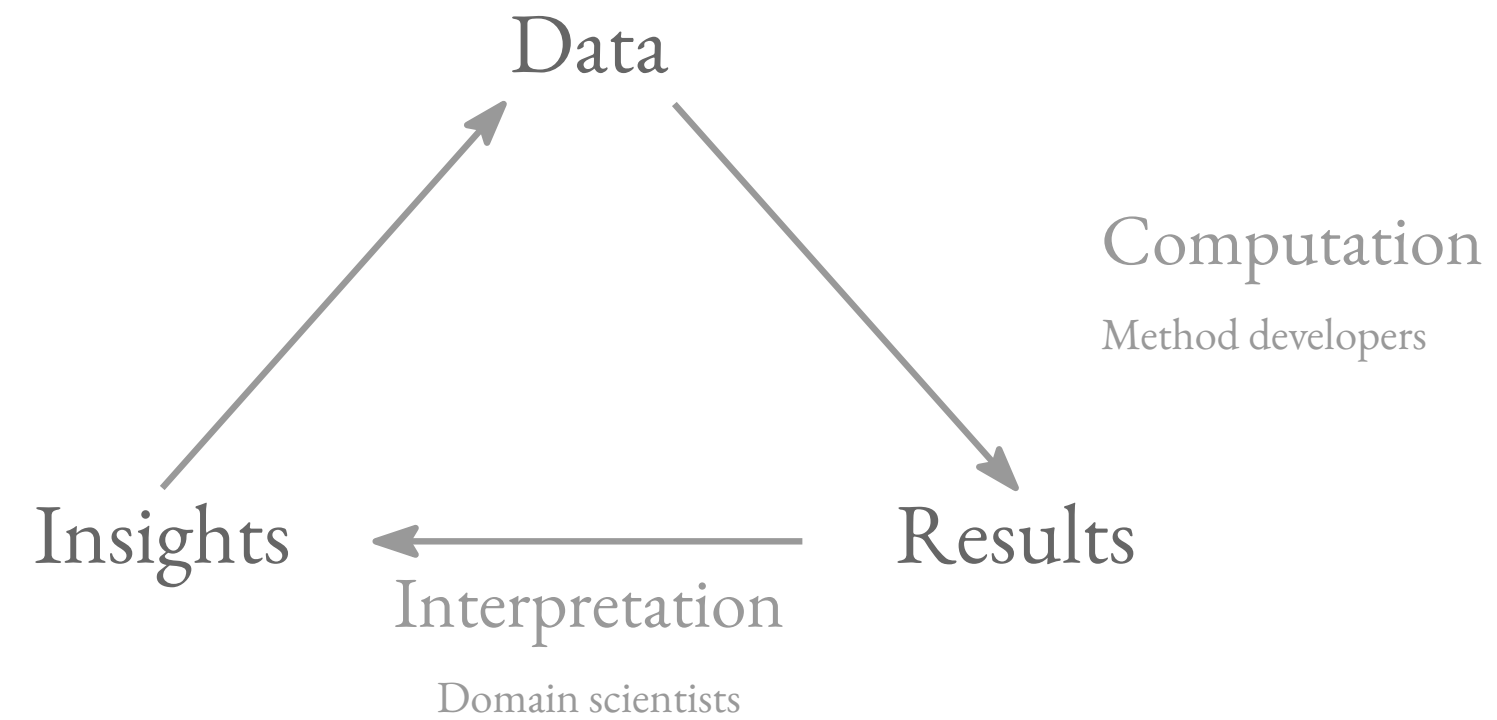 Data
Computation
Method developers
Insights
Results
Interpretation
Domain scientists